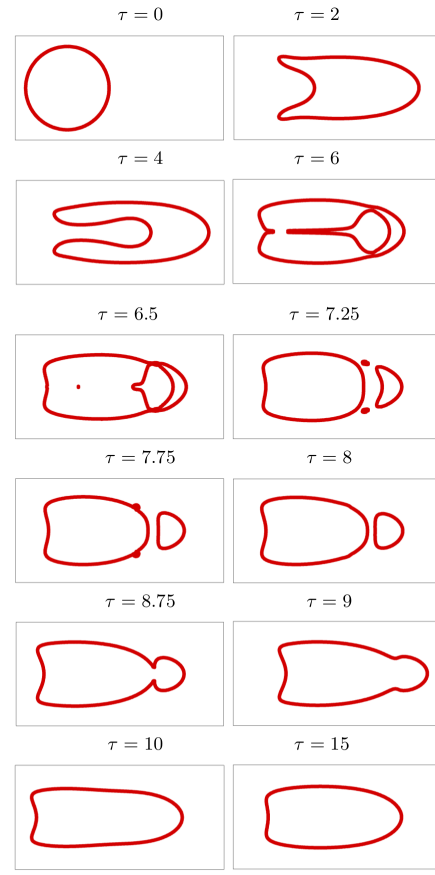 τ = 0
τ = 2
τ = 4
τ = 6
τ = 6.5
τ = 7.25
τ = 7.75
τ = 8
τ = 8.75
τ = 9
τ = 10
τ = 15